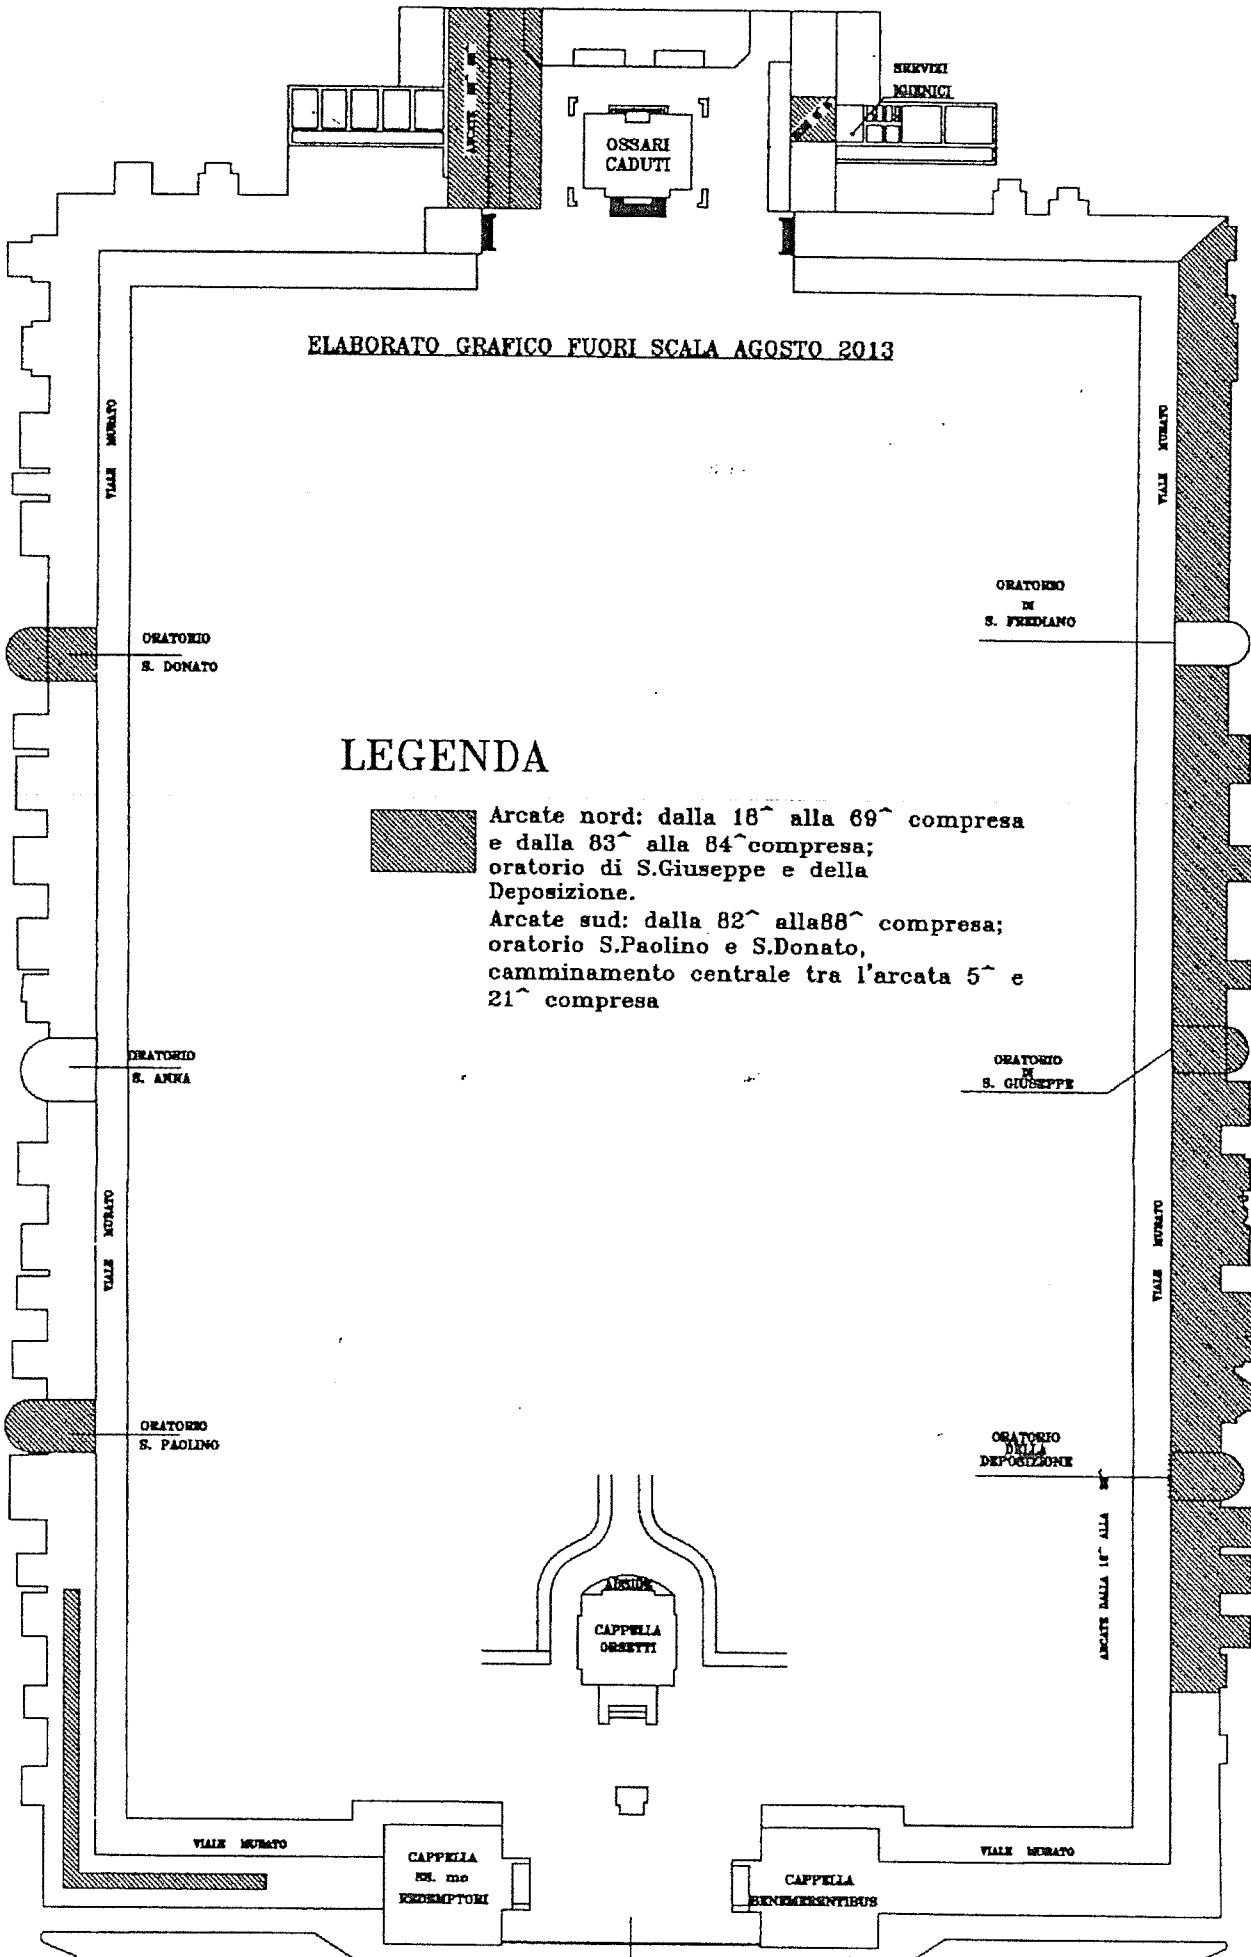 SERVIZI
IGIENICI
ARCATE
OSSARI
CADUTI
ELABORATO GRAFICO FUORI SCALA AGOSTO 2013
VIALE MURATO
VIALE MURATO
ORATORIO
DI
S. FREDIANO
ORATORIO
S. DONATO
LEGENDA
Arcate nord: dalla 18^ alla 69^ compresa
e dalla 83^ alla 84^compresa;
oratorio di S.Giuseppe e della
Deposizione.
Arcate sud: dalla 82^ alla88^ compresa;
oratorio S.Paolino e S.Donato,
camminamento centrale tra l'arcata 5^ e
21^ compresa
ORATORIO
S. ANNA
ORATORIO
DI
S. GIUSEPPE
VIALE MURATO
VIALE MURATO
ORATORIO
S. PAOLINO
ORATORIO
DELLA
DEPOSIZIONE
ARCATE DALLA 18^ ALLA
ABSIDE
CAPPELLA
ORSETTI
VIALE MURATO
VIALE MURATO
CAPPELLA
SS. mo
REDEMPTORI
CAPPELLA
BENEMERENTIBUS